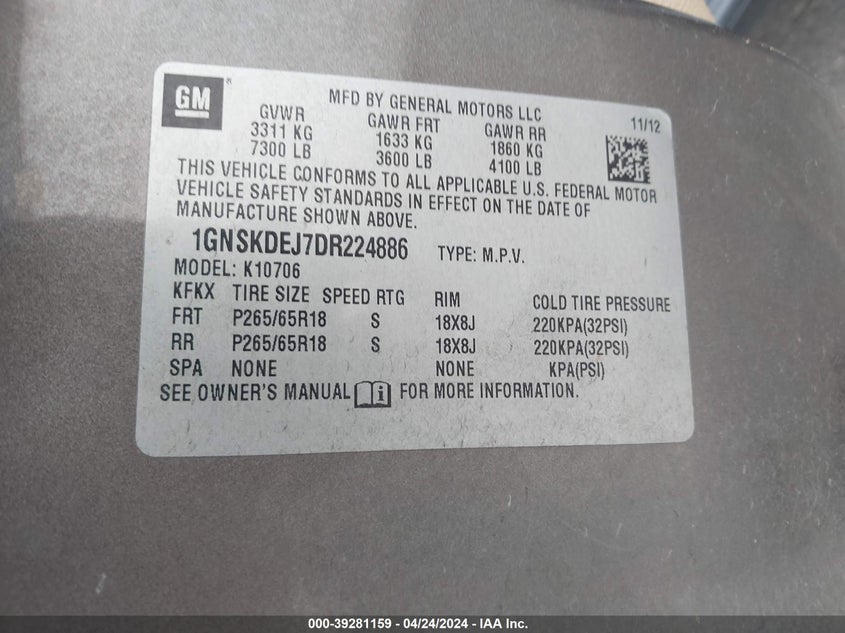 GM
MFD BY GENERAL MOTORS LLC
11/12
GVWR GAWR FRT GAWR RR
3311 KG 1633 KG 1860 KG
7300 LB 3600 LB 4100 LB
THIS VEHICLE CONFORMS TO ALL APPLICABLE U.S. FEDERAL MOTOR
VEHICLE SAFETY STANDARDS IN EFFECT ON THE DATE OF
MANUFACTURE SHOWN ABOVE.
1GNSKDEJ7DR224886 TYPE: M.P.V.
MODEL: K10706
KFKX TIRE SIZE SPEED RTG RIM COLD TIRE PRESSURE
FRT P265/65R18 S 18X8J 220KPA(32PSI)
RR P265/65R18 S 18X8J 220KPA(32PSI)
SPA NONE NONE KPA(PSI)
SEE OWNER'S MANUAL i FOR MORE INFORMATION.
000-39281159 / 04/24/2024 - IAA Inc.